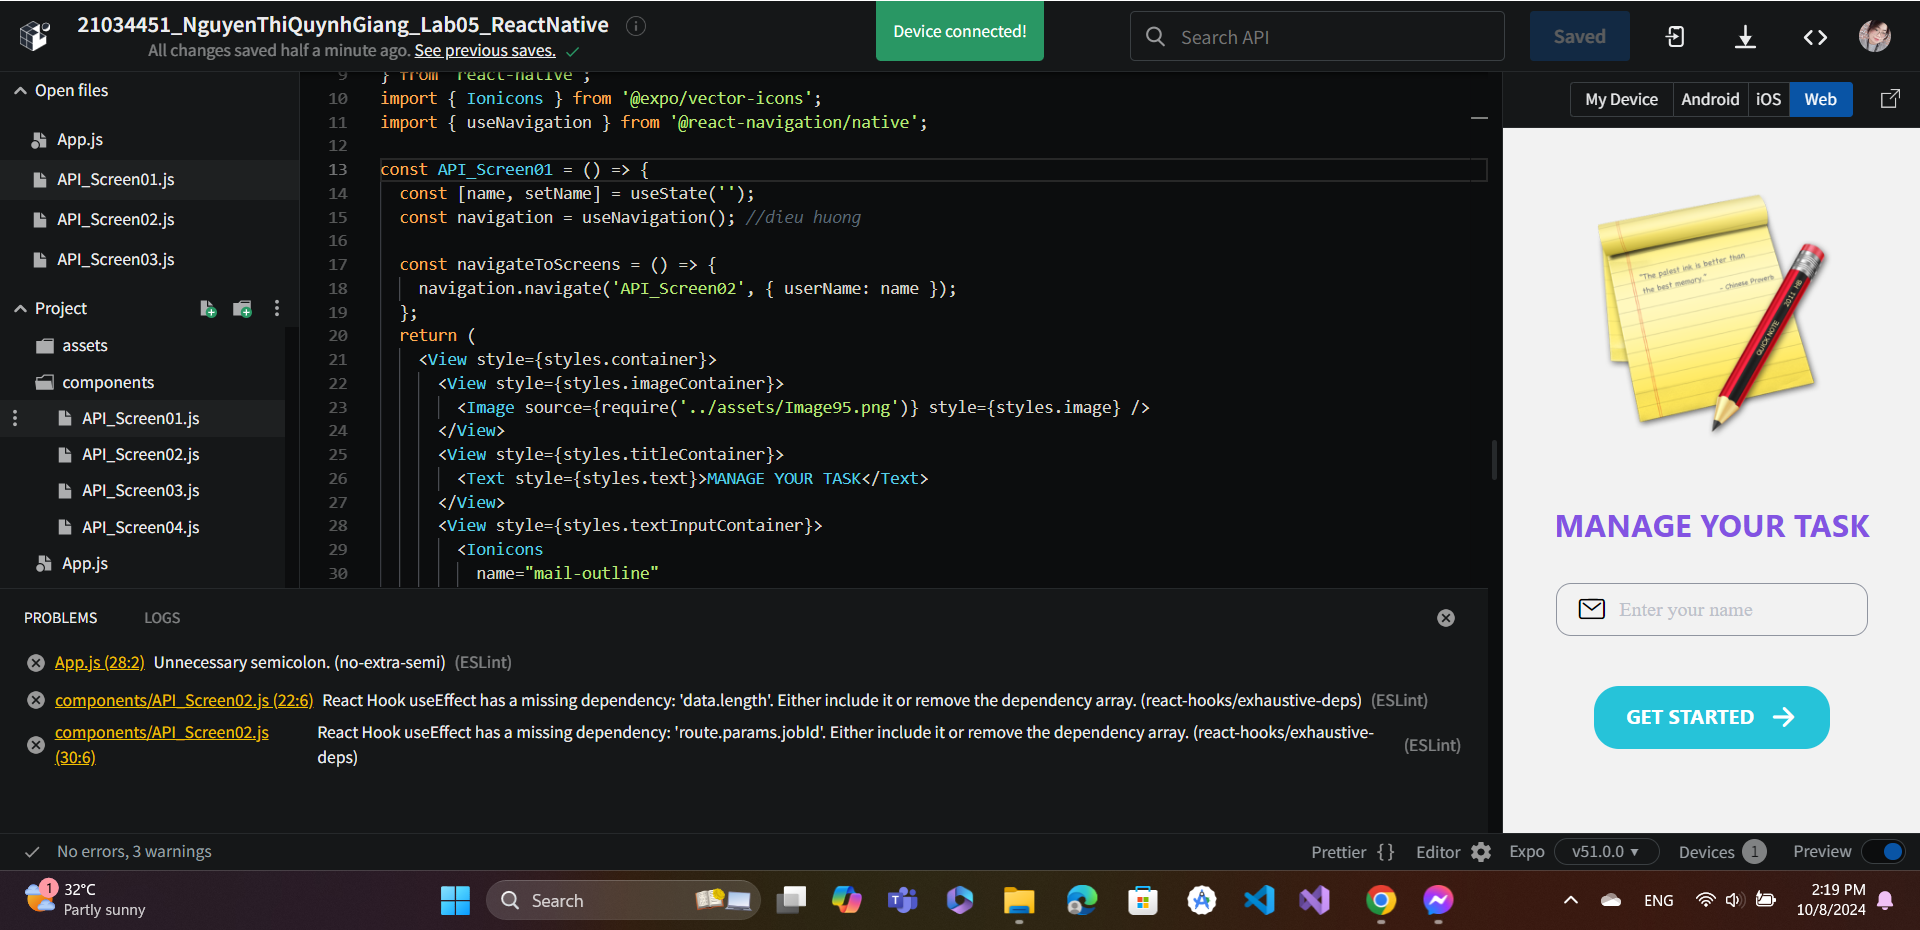 21034451_NguyenThiQuynhGiang_Lab05_ReactNative
All changes saved half a minute ago. See previous saves.
Device connected!
Search API
Saved
Open files
App.js
API_Screen01.js
API_Screen02.js
API_Screen03.js
Project
assets
components
API_Screen01.js
API_Screen02.js
API_Screen03.js
API_Screen04.js
App.js
9 } from 'react-native';
10 import { Ionicons } from '@expo/vector-icons';
11 import { useNavigation } from '@react-navigation/native';
12
13 const API_Screen01 = () => {
14 const [name, setName] = useState('');
15 const navigation = useNavigation(); //dieu huong
16
17 const navigateToScreens = () => {
18 navigation.navigate('API_Screen02', { userName: name });
19 };
20 return (
21 <View style={styles.container}>
22 <View style={styles.imageContainer}>
23 <Image source={require('../assets/Image95.png')} style={styles.image} />
24 </View>
25 <View style={styles.titleContainer}>
26 <Text style={styles.text}>MANAGE YOUR TASK</Text>
27 </View>
28 <View style={styles.textInputContainer}>
29 <Ionicons
30 name="mail-outline"
My Device Android iOS Web
"The palest ink is better than
the best memory."
- Chinese Proverb
2011 HB
QUICK NOTE
MANAGE YOUR TASK
Enter your name
GET STARTED
PROBLEMS LOGS
App.js (28:2) Unnecessary semicolon. (no-extra-semi) (ESLint)
components/API_Screen02.js (22:6) React Hook useEffect has a missing dependency: 'data.length'. Either include it or remove the dependency array. (react-hooks/exhaustive-deps) (ESLint)
components/API_Screen02.js (30:6) React Hook useEffect has a missing dependency: 'route.params.jobId'. Either include it or remove the dependency array. (react-hooks/exhaustive-deps) (ESLint)
No errors, 3 warnings
Prettier { } Editor Expo v51.0.0 Devices 1 Preview
1
32°C
Partly sunny
Search
ENG
2:19 PM
10/8/2024